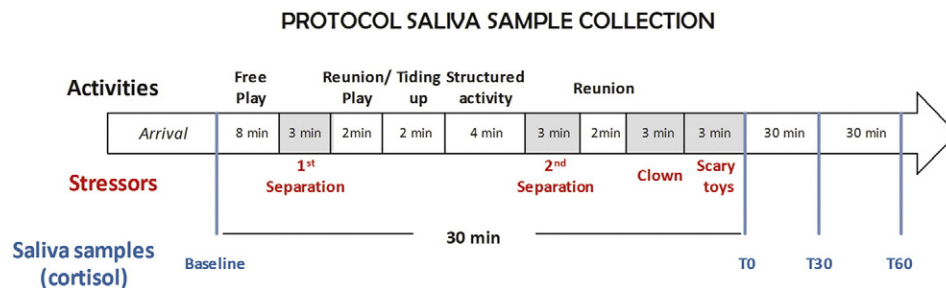 PROTOCOL SALIVA SAMPLE COLLECTION
Activities
Free
Play
Reunion/
Play
Tiding
up
Structured
activity
Reunion
Arrival
8 min
3 min
2min
2 min
4 min
3 min
2min
3 min
3 min
30 min
30 min
Stressors
1st
Separation
2nd
Separation
Clown
Scary
toys
30 min
Saliva samples
(cortisol)
Baseline
T0
T30
T60